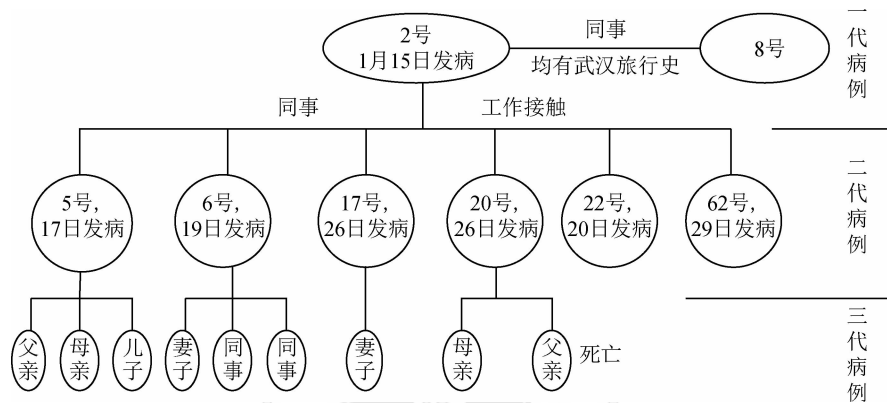 2号
1月15日发病
同事
均有武汉旅行史
8号
一代病例
同事
工作接触
5号,
17日发病
6号,
19日发病
17号,
26日发病
20号,
26日发病
22号,
20日发病
62号,
29日发病
二代病例
父亲
母亲
儿子
妻子
同事
同事
妻子
母亲
父亲
死亡
三代病例